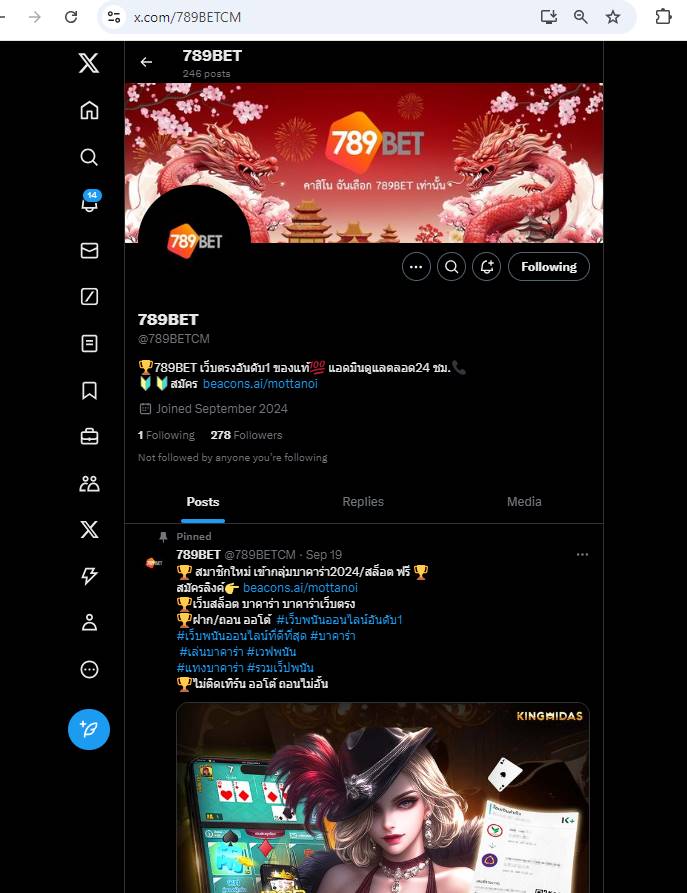 x.com/789BETCM
789BET
246 posts
789BET
คาสิโน ฉันเลือก 789BET เท่านั้น
789BET
14
Following
789BET
@789BETCM
🏆789BET เว็บตรงอันดับ1 ของแท้💯 แอดมินดูแลตลอด24 ชม.📞
🔰🔰สมัคร beacons.ai/mottanoi
Joined September 2024
1 Following 278 Followers
Not followed by anyone you're following
Posts Replies Media
Pinned
789BET @789BETCM · Sep 19
🏆 สมาชิกใหม่ เข้ากลุ่มบาคาร่า2024/สล็อต ฟรี 🏆
สมัครลิงค์👉 beacons.ai/mottanoi
🏆เว็บสล็อต บาคาร่า บาคาร่าเว็บตรง
🏆ฝาก/ถอน ออโต้ #เว็บพนันออนไลน์อันดับ1
#เว็บพนันออนไลน์ที่ดีที่สุด #บาคาร่า
#เล่นบาคาร่า #เวฟพนัน
#แทงบาคาร่า #รวมเว็ปพนัน
🏆ไม่ติดเทิร์น ออโต้ ถอนไม่อั้น
KINGMIDAS
7
K+